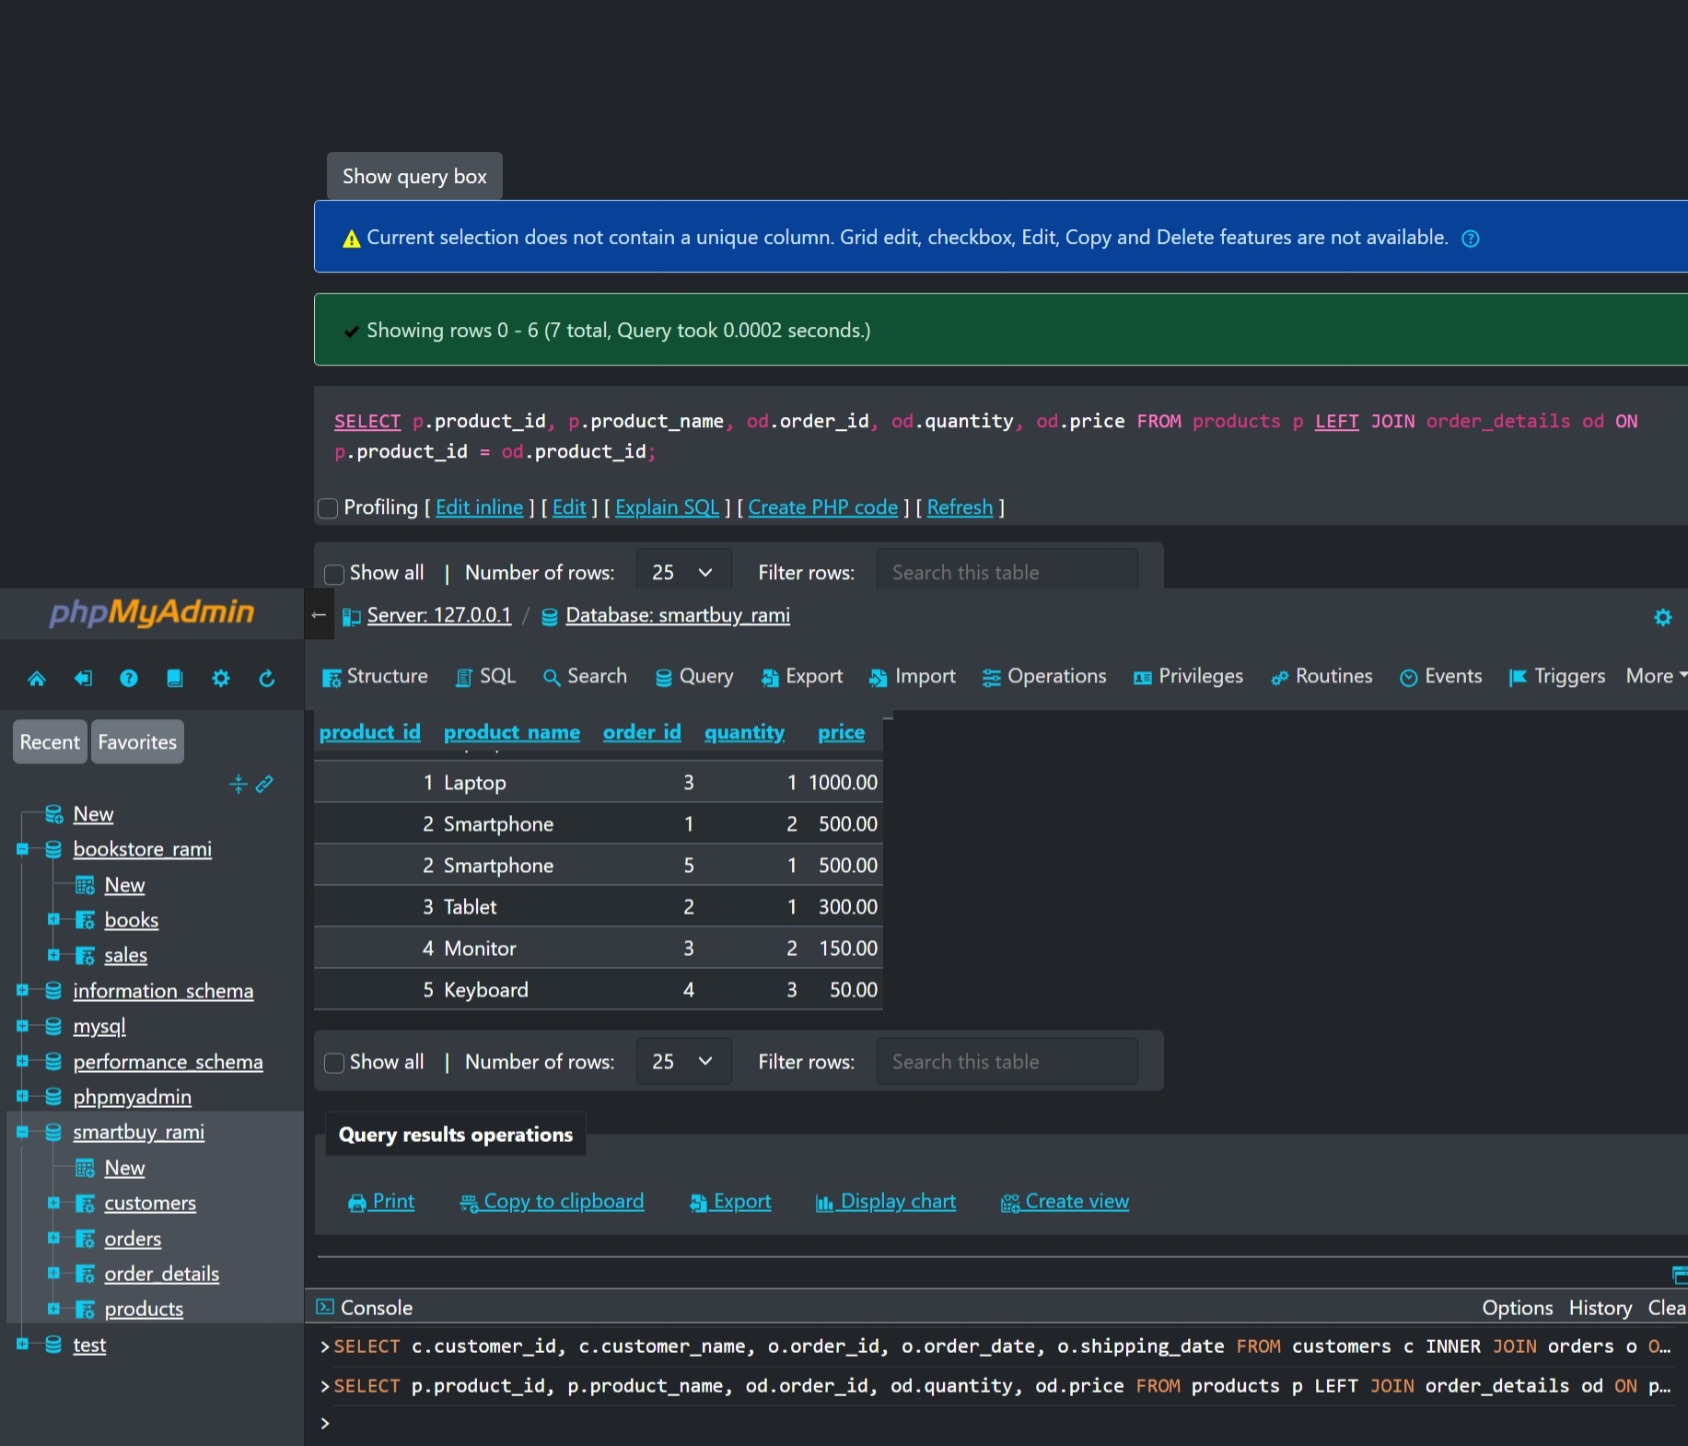 Show query box
Current selection does not contain a unique column. Grid edit, checkbox, Edit, Copy and Delete features are not available.
Showing rows 0 - 6 (7 total, Query took 0.0002 seconds.)
SELECT p.product_id, p.product_name, od.order_id, od.quantity, od.price FROM products p LEFT JOIN order_details od ON
p.product_id = od.product_id;
Profiling [ Edit inline ] [ Edit ] [ Explain SQL ] [ Create PHP code ] [ Refresh ]
Show all | Number of rows: 25 Filter rows: Search this table
phpMyAdmin
Server: 127.0.0.1 / Database: smartbuy_rami
Structure SQL Search Query Export Import Operations Privileges Routines Events Triggers More
Recent Favorites
New
bookstore_rami
New
books
sales
information_schema
mysql
performance_schema
phpmyadmin
smartbuy_rami
New
customers
orders
order_details
products
test
product_id product_name order_id quantity price
1 Laptop 3 1 1000.00
2 Smartphone 1 2 500.00
2 Smartphone 5 1 500.00
3 Tablet 2 1 300.00
4 Monitor 3 2 150.00
5 Keyboard 4 3 50.00
Show all | Number of rows: 25 Filter rows: Search this table
Query results operations
Print Copy to clipboard Export Display chart Create view
Console Options History Clea
>SELECT c.customer_id, c.customer_name, o.order_id, o.order_date, o.shipping_date FROM customers c INNER JOIN orders o O…
>SELECT p.product_id, p.product_name, od.order_id, od.quantity, od.price FROM products p LEFT JOIN order_details od ON p…
>